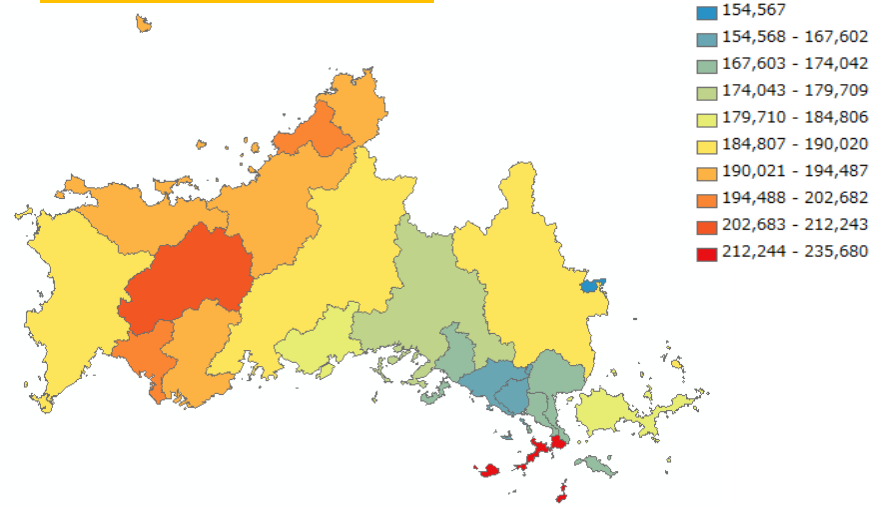 154,567
154,568 - 167,602
167,603 - 174,042
174,043 - 179,709
179,710 - 184,806
184,807 - 190,020
190,021 - 194,487
194,488 - 202,682
202,683 - 212,243
212,244 - 235,680